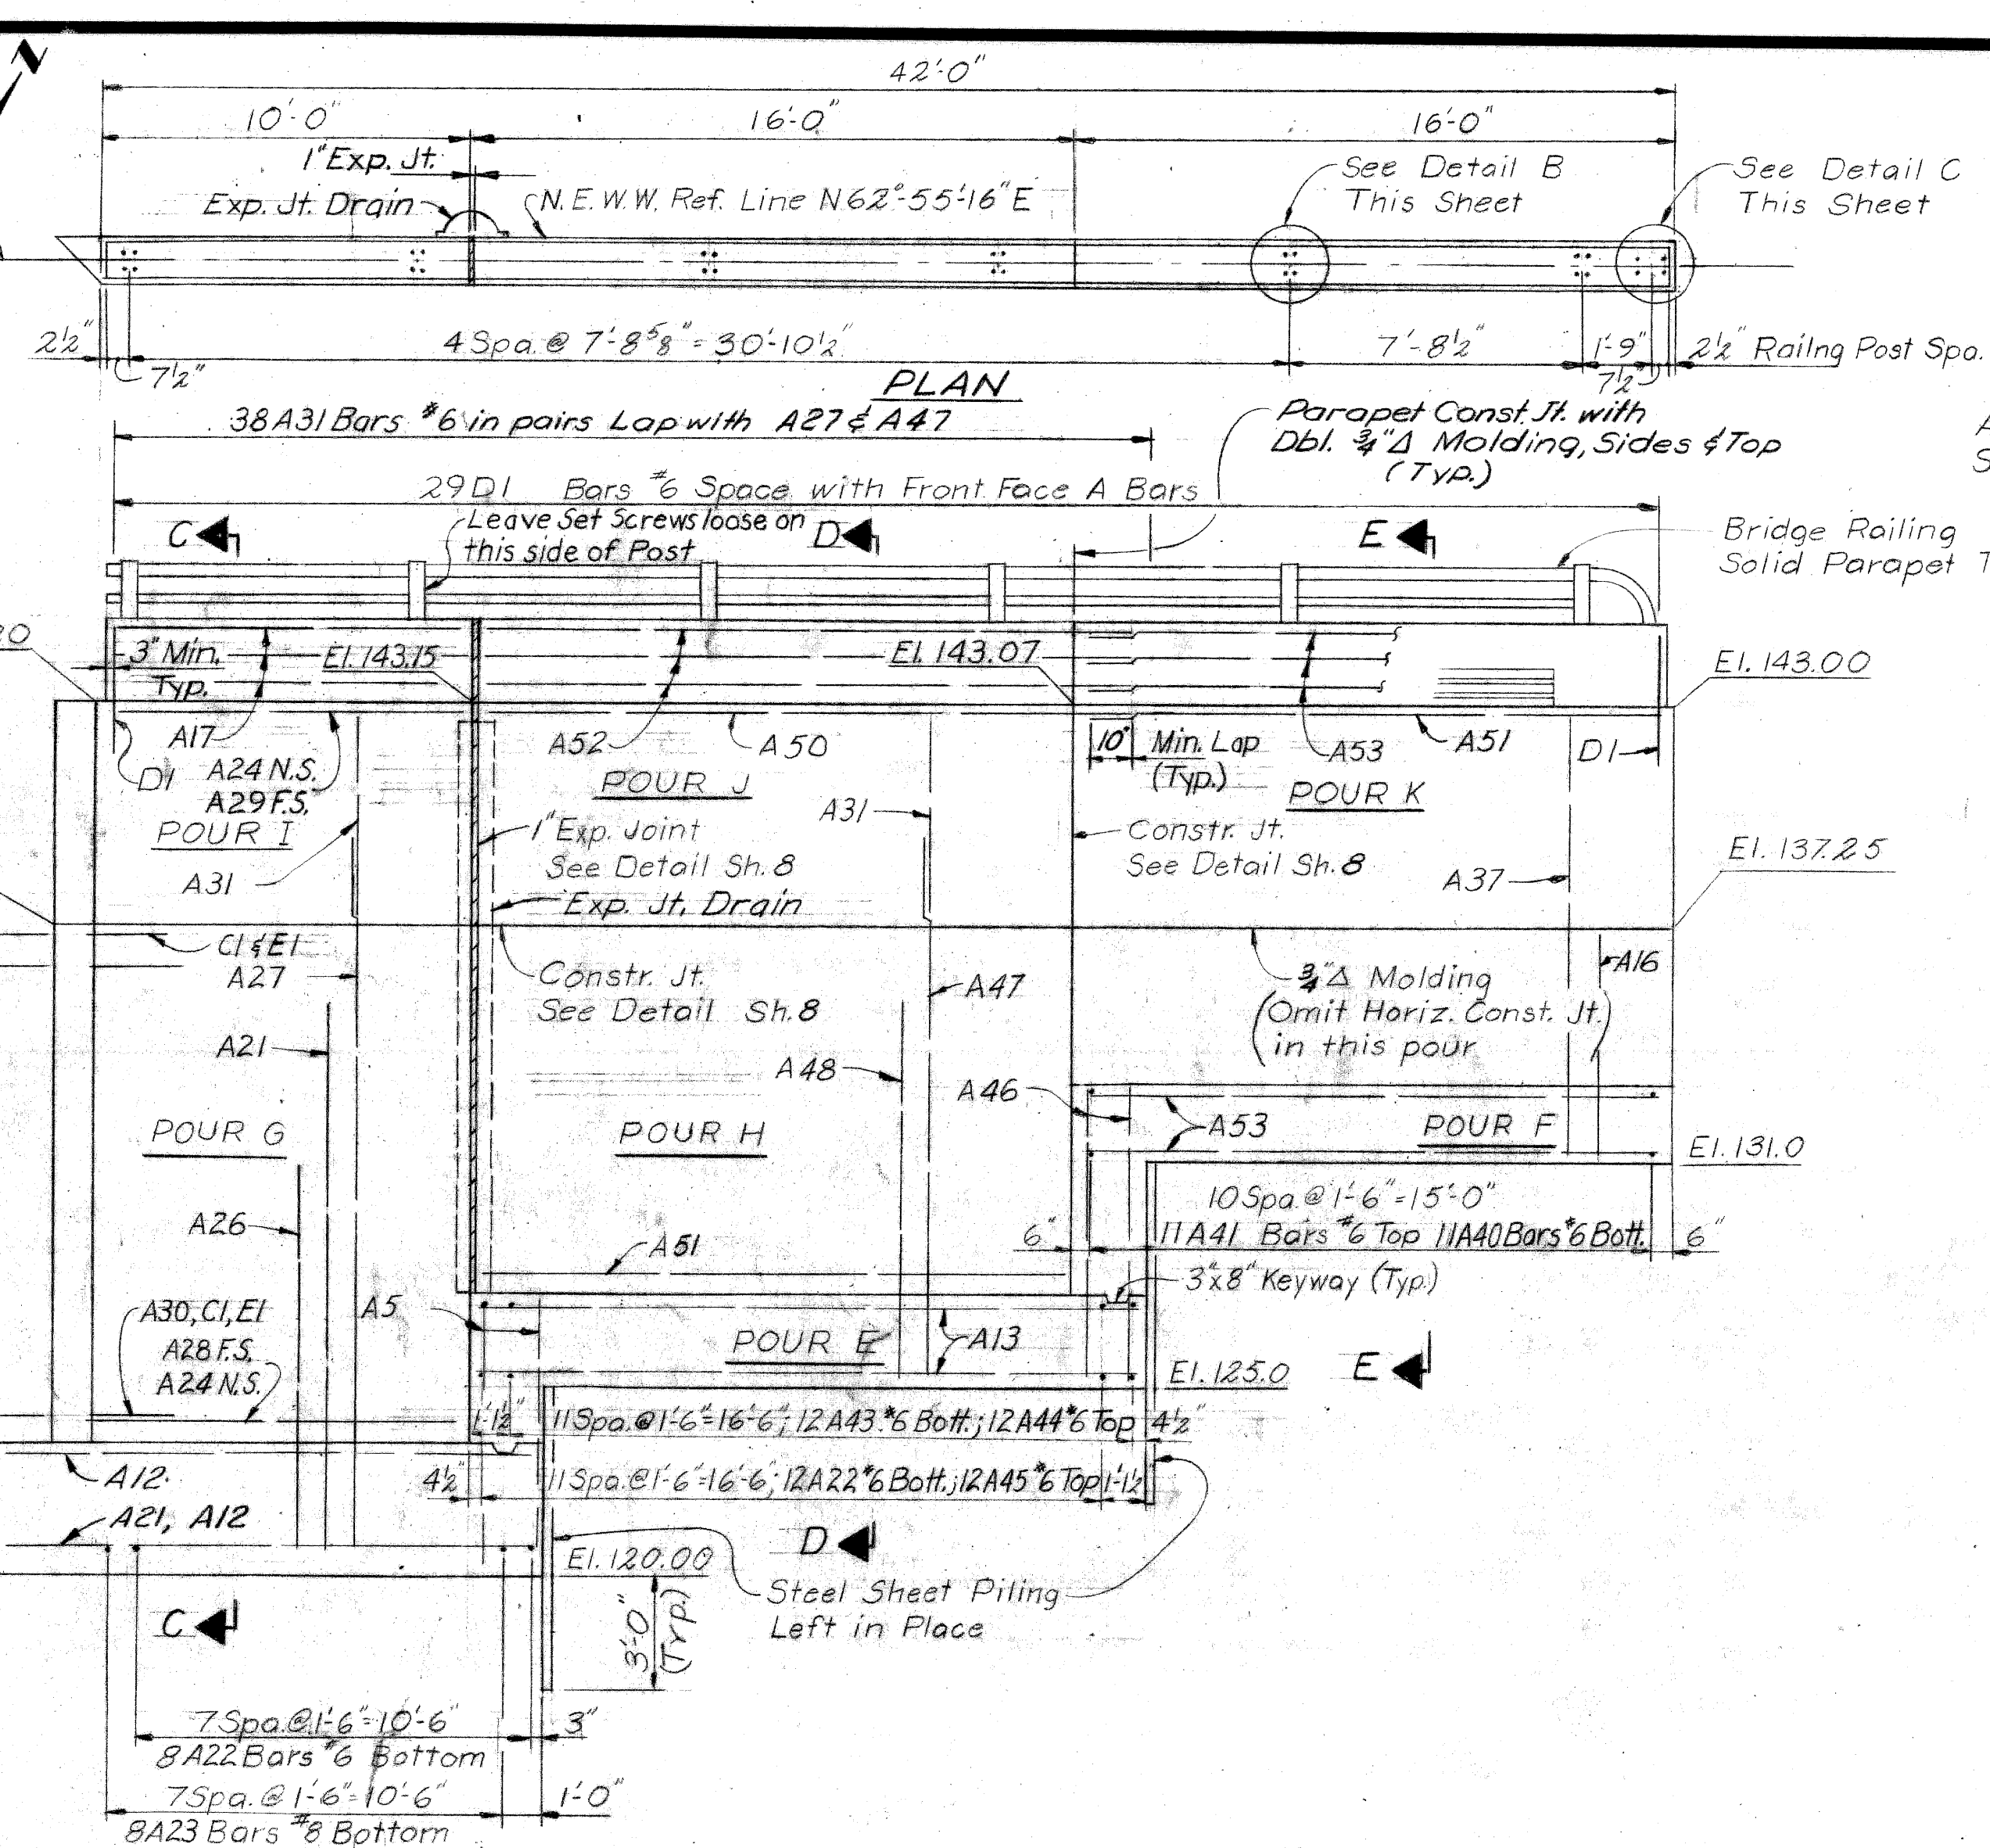 N
42'-0"
10'-0"
16'-0"
16'-0"
1" Exp. Jt.
Exp. Jt. Drain
N.E.W.W. Ref. Line N62°-55'-16" E
See Detail B
This Sheet
See Detail C
This Sheet
2½"
7½"
4 Spa. @ 7'-8⅝" = 30'-10½"
7'-8½"
1'-9"
7½"
2½" Railng Post Spa.
PLAN
38 A31 Bars #6 in pairs Lap with A27 & A47
Parapet Const. Jt. with
Dbl. ¾"Δ Molding, Sides & Top
(Typ.)
29 D1 Bars #6 Space with Front Face A Bars
C
Leave Set Screws loose on
this side of Post
D
E
Bridge Railing
Solid Parapet
3" Min.
Typ.
El. 143.15
El. 143.07
El. 143.00
A17
D1
A24 N.S.
A29 F.S.
POUR I
A52
A50
POUR J
10"
Min. Lap
(Typ.)
A53
A51
D1
POUR K
A31
A31
1" Exp. Joint
See Detail Sh. 8
Exp. Jt. Drain
Constr. Jt.
See Detail Sh. 8
A37
El. 137.25
C1 & E1
A27
Constr. Jt.
See Detail Sh. 8
A47
¾"Δ Molding
(Omit Horiz. Const. Jt.)
in this pour
A16
A21
A48
A46
POUR G
POUR H
A53
POUR F
El. 131.0
A26
A51
6"
10 Spa. @ 1'-6" = 15'-0"
11 A41 Bars #6 Top 11 A40 Bars #6 Bott.
6"
3"x8" Keyway (Typ.)
A30, C1, E1
A28 F.S.
A24 N.S.
A5
POUR E
A13
El. 125.0
E
1'-1½"
11 Spa. @ 1'-6" = 16'-6"; 12 A43 #6 Bott.; 12 A44 #6 Top
4½"
4½"
11 Spa. @ 1'-6" = 16'-6"; 12 A22 #6 Bott.; 12 A45 #6 Top
1'-1½"
A12
A21, A12
D
El. 120.00
Steel Sheet Piling
Left in Place
3'-0"
(Typ.)
C
7 Spa. @ 1'-6" = 10'-6"
3"
8 A22 Bars #6 Bottom
7 Spa. @ 1'-6" = 10'-6"
1'-0"
8 A23 Bars #8 Bottom